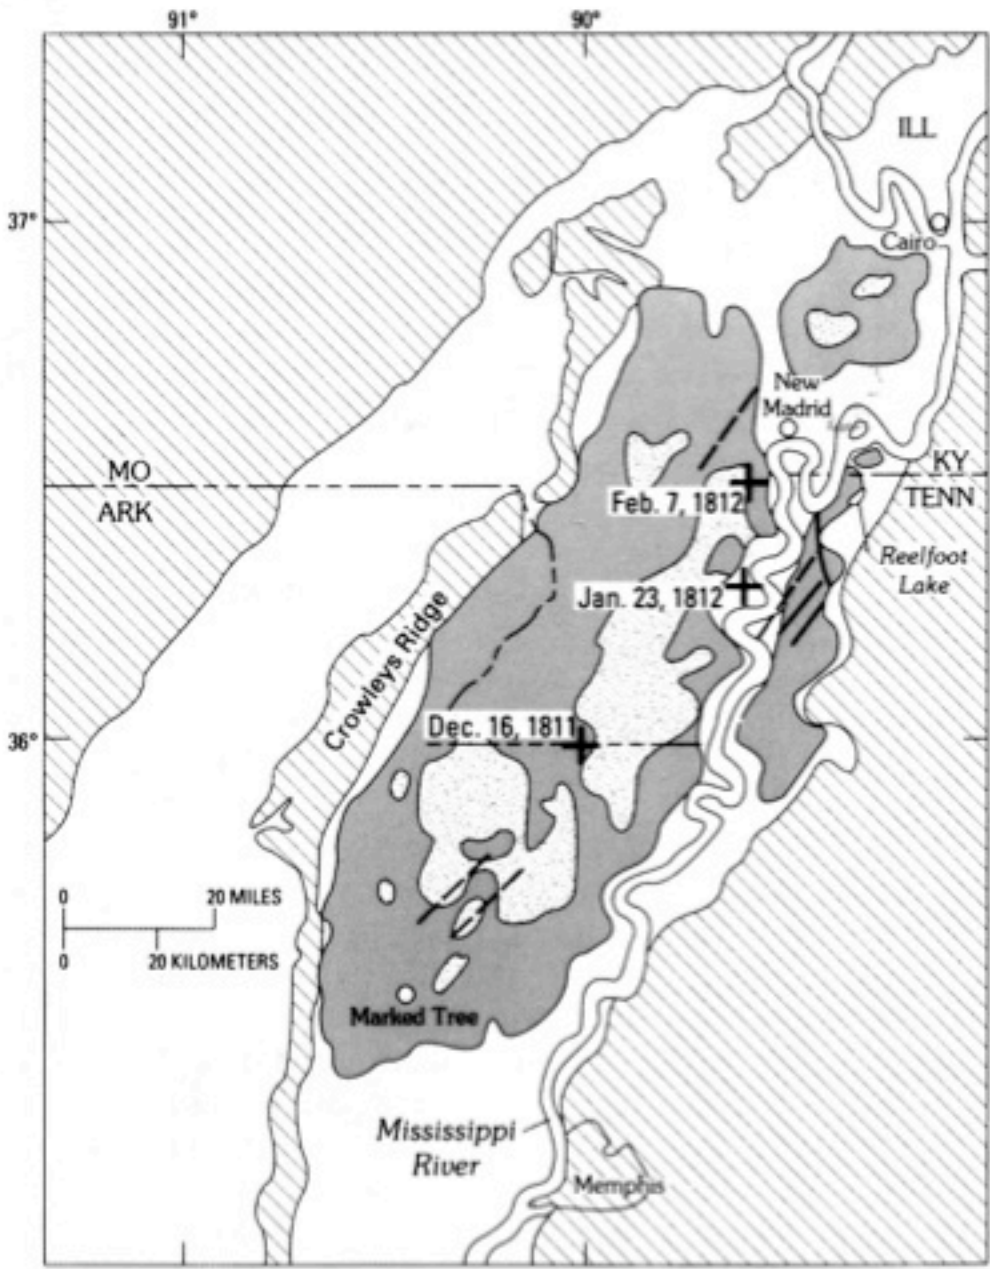 91° 90°
ILL
37°
Cairo
New
Madrid
MO
KY
ARK
TENN
Feb. 7, 1812
Reelfoot
Lake
Jan. 23, 1812
Crowleys Ridge
Dec. 16, 1811
36°
0 20 MILES
0 20 KILOMETERS
Marked Tree
Mississippi
River
Memphis